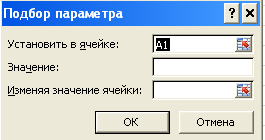 Подбор параметра
Установить в ячейке: A1
Значение:
Изменяя значение ячейки:
OK Отмена